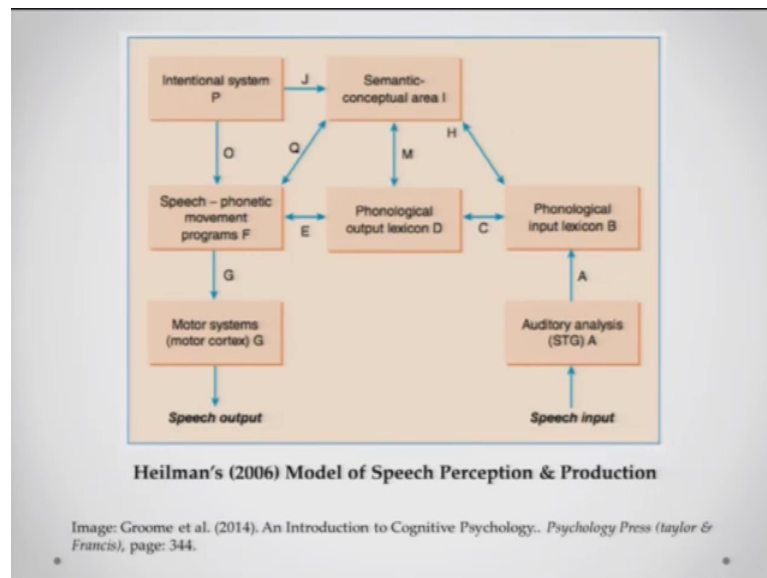 Intentional system
P
J
Semantic-
conceptual area I
O
Q
M
H
Speech – phonetic
movement
programs F
E
Phonological
output lexicon D
C
Phonological
input lexicon B
G
A
Motor systems
(motor cortex) G
Auditory analysis
(STG) A
Speech output
Speech input
Heilman's (2006) Model of Speech Perception & Production
Image: Groome et al. (2014). An Introduction to Cognitive Psychology.. Psychology Press (taylor &
Francis), page: 344.